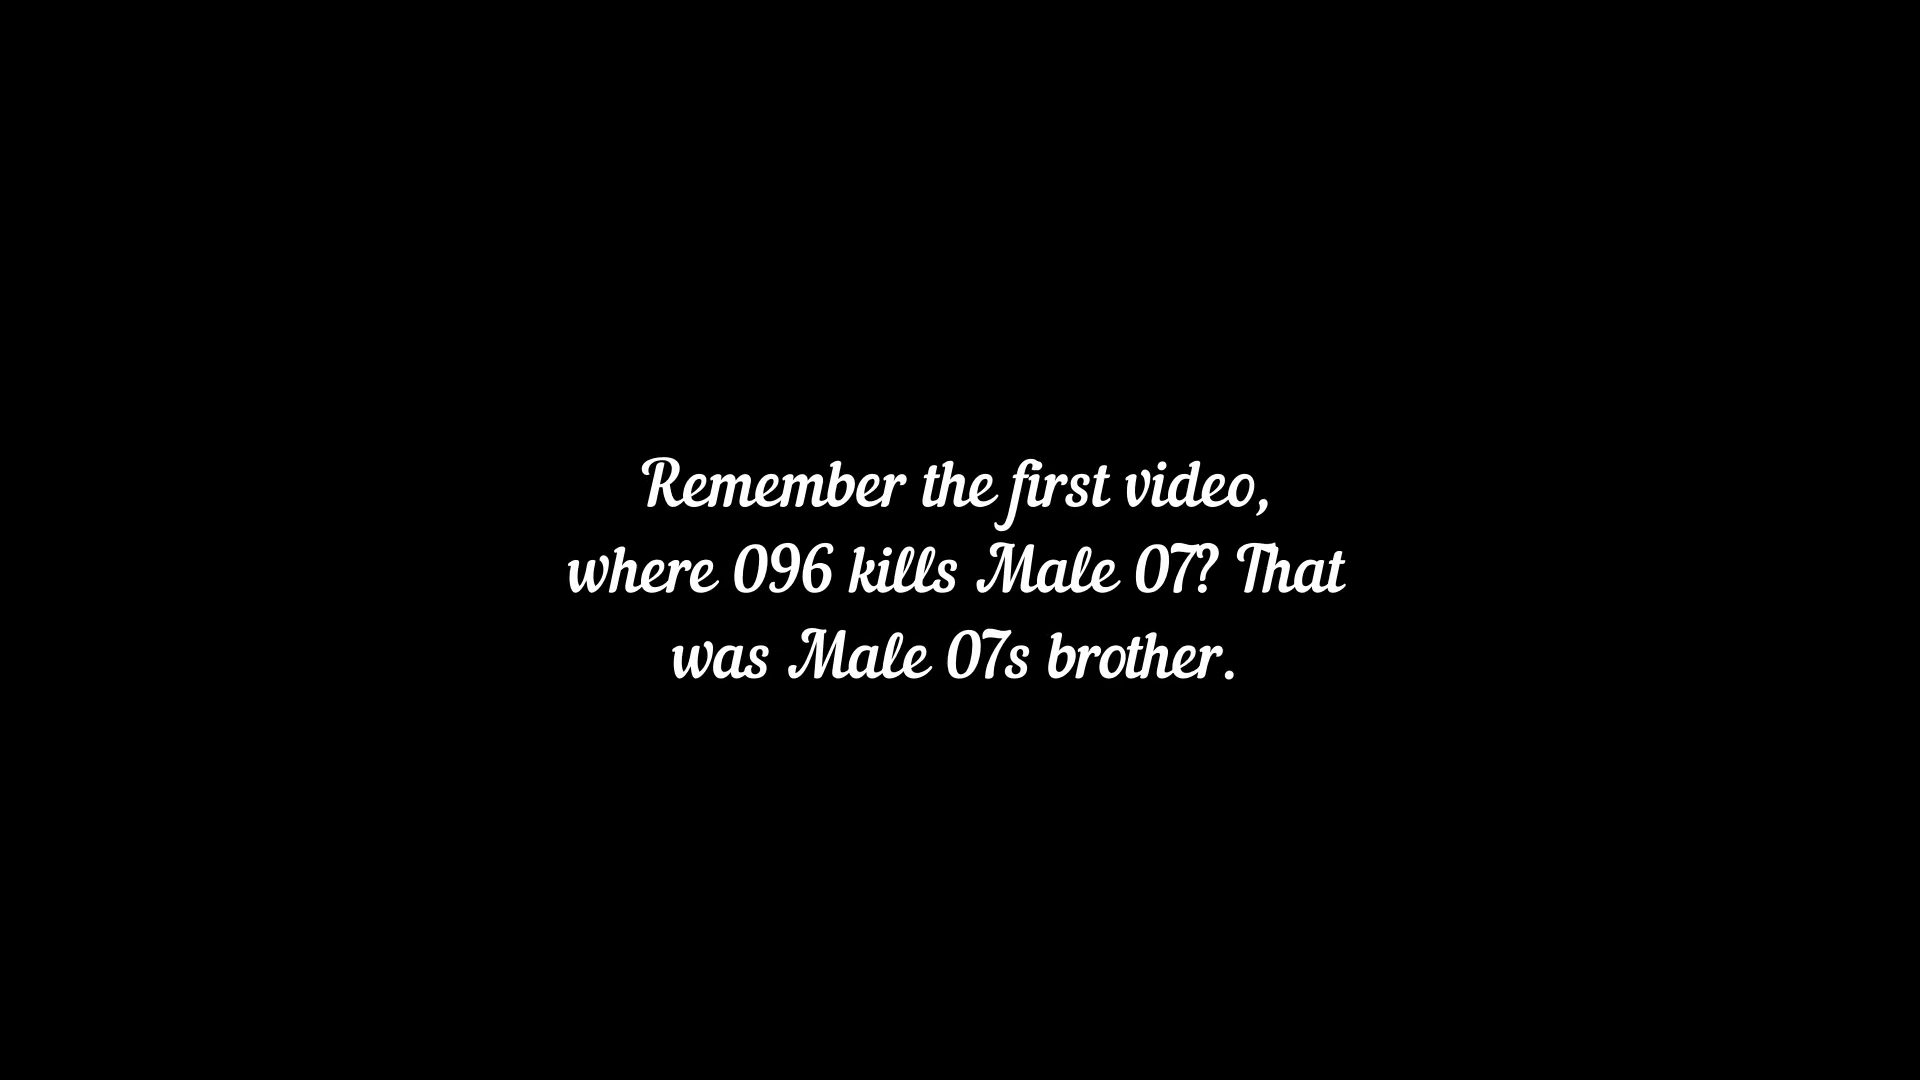 Remember the first video,
where 096 kills Male 07? That
was Male 07s brother.